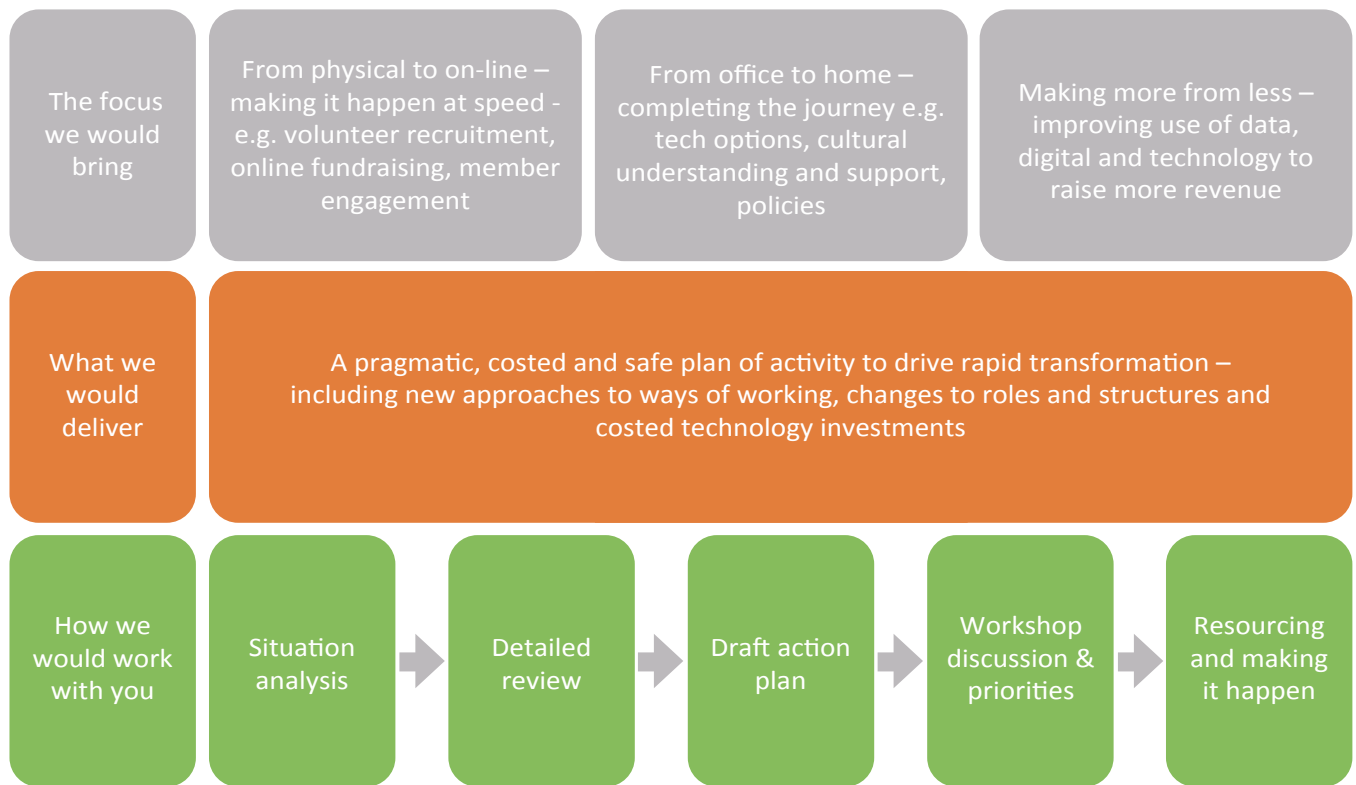 The focus
we would
bring
From physical to on-line –
making it happen at speed -
e.g. volunteer recruitment,
online fundraising, member
engagement
From office to home –
completing the journey e.g.
tech options, cultural
understanding and support,
policies
Making more from less –
improving use of data,
digital and technology to
raise more revenue
What we
would
deliver
A pragmatic, costed and safe plan of activity to drive rapid transformation –
including new approaches to ways of working, changes to roles and structures and
costed technology investments
How we
would work
with you
Situation
analysis
Detailed
review
Draft action
plan
Workshop
discussion &
priorities
Resourcing
and making
it happen